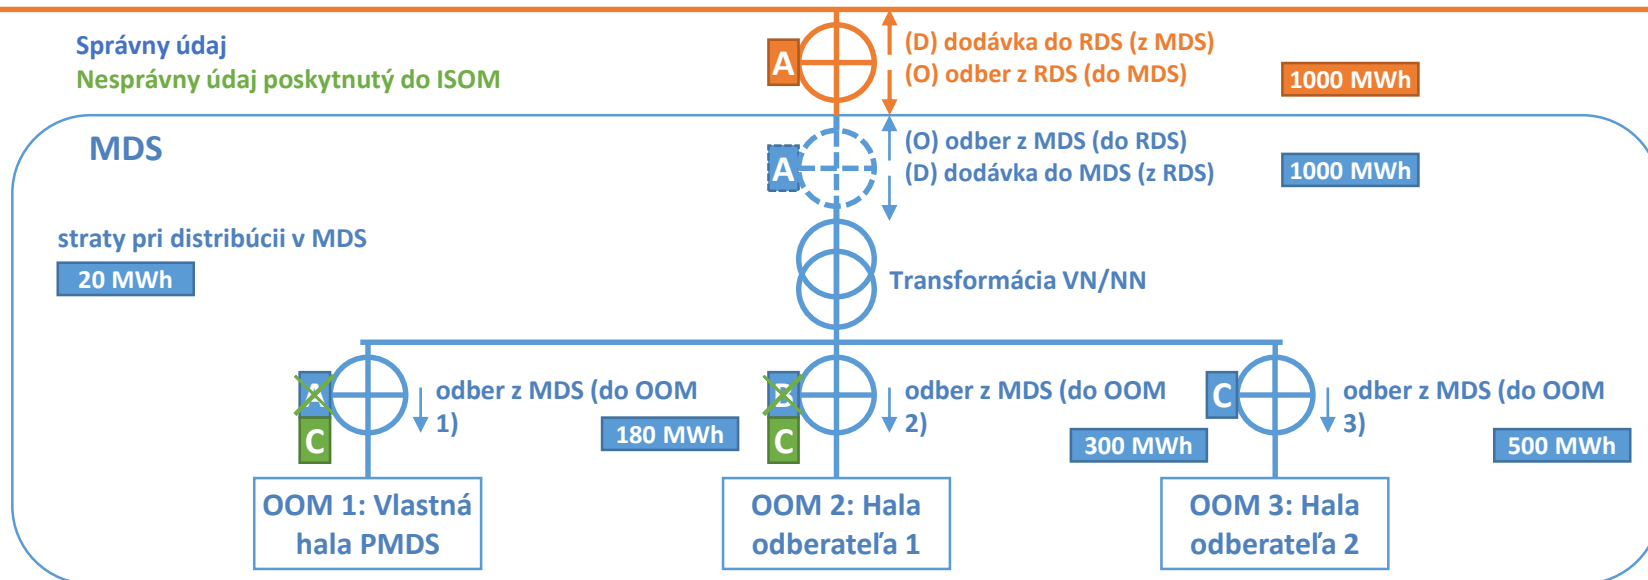 Správny údaj
Nesprávny údaj poskytnutý do ISOM
A
(D) dodávka do RDS (z MDS)
(O) odber z RDS (do MDS)
1000 MWh
MDS
A
(O) odber z MDS (do RDS)
(D) dodávka do MDS (z RDS)
1000 MWh
straty pri distribúcii v MDS
20 MWh
Transformácia VN/NN
A
C
odber z MDS (do OOM
1)
180 MWh
B
C
odber z MDS (do OOM
2)
300 MWh
C
odber z MDS (do OOM
3)
500 MWh
OOM 1: Vlastná
hala PMDS
OOM 2: Hala
odberateľa 1
OOM 3: Hala
odberateľa 2